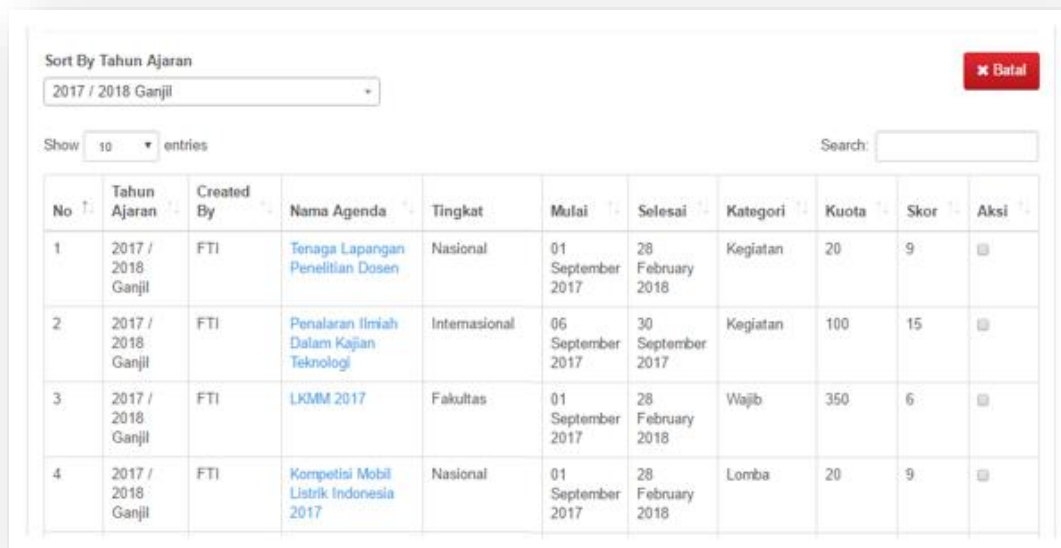 Sort By Tahun Ajaran
✖ Batal
2017 / 2018 Ganjil
Show 10 entries
Search:
No Tahun Ajaran Created By Nama Agenda Tingkat Mulai Selesai Kategori Kuota Skor Aksi
1 2017 / 2018 Ganjil FTI Tenaga Lapangan Penelitian Dosen Nasional 01 September 2017 28 February 2018 Kegiatan 20 9
2 2017 / 2018 Ganjil FTI Penalaran Ilmiah Dalam Kajian Teknologi Internasional 06 September 2017 30 September 2017 Kegiatan 100 15
3 2017 / 2018 Ganjil FTI LKMM 2017 Fakultas 01 September 2017 28 February 2018 Wajib 350 6
4 2017 / 2018 Ganjil FTI Kompetisi Mobil Listrik Indonesia 2017 Nasional 01 September 2017 28 February 2018 Lomba 20 9